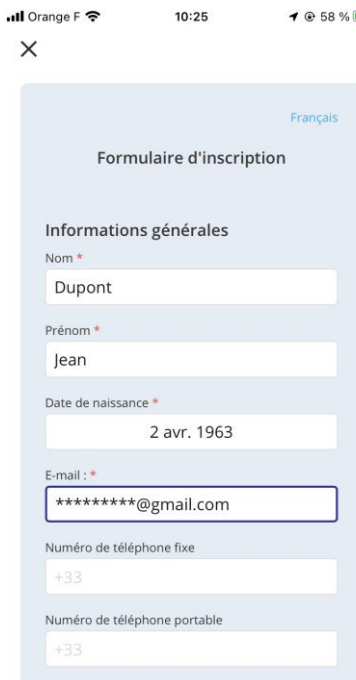 Orange F 10:25 58 %
Français
Formulaire d'inscription
Informations générales
Nom *
Dupont
Prénom *
Jean
Date de naissance *
2 avr. 1963
E-mail : *
*********@gmail.com
Numéro de téléphone fixe
+33
Numéro de téléphone portable
+33